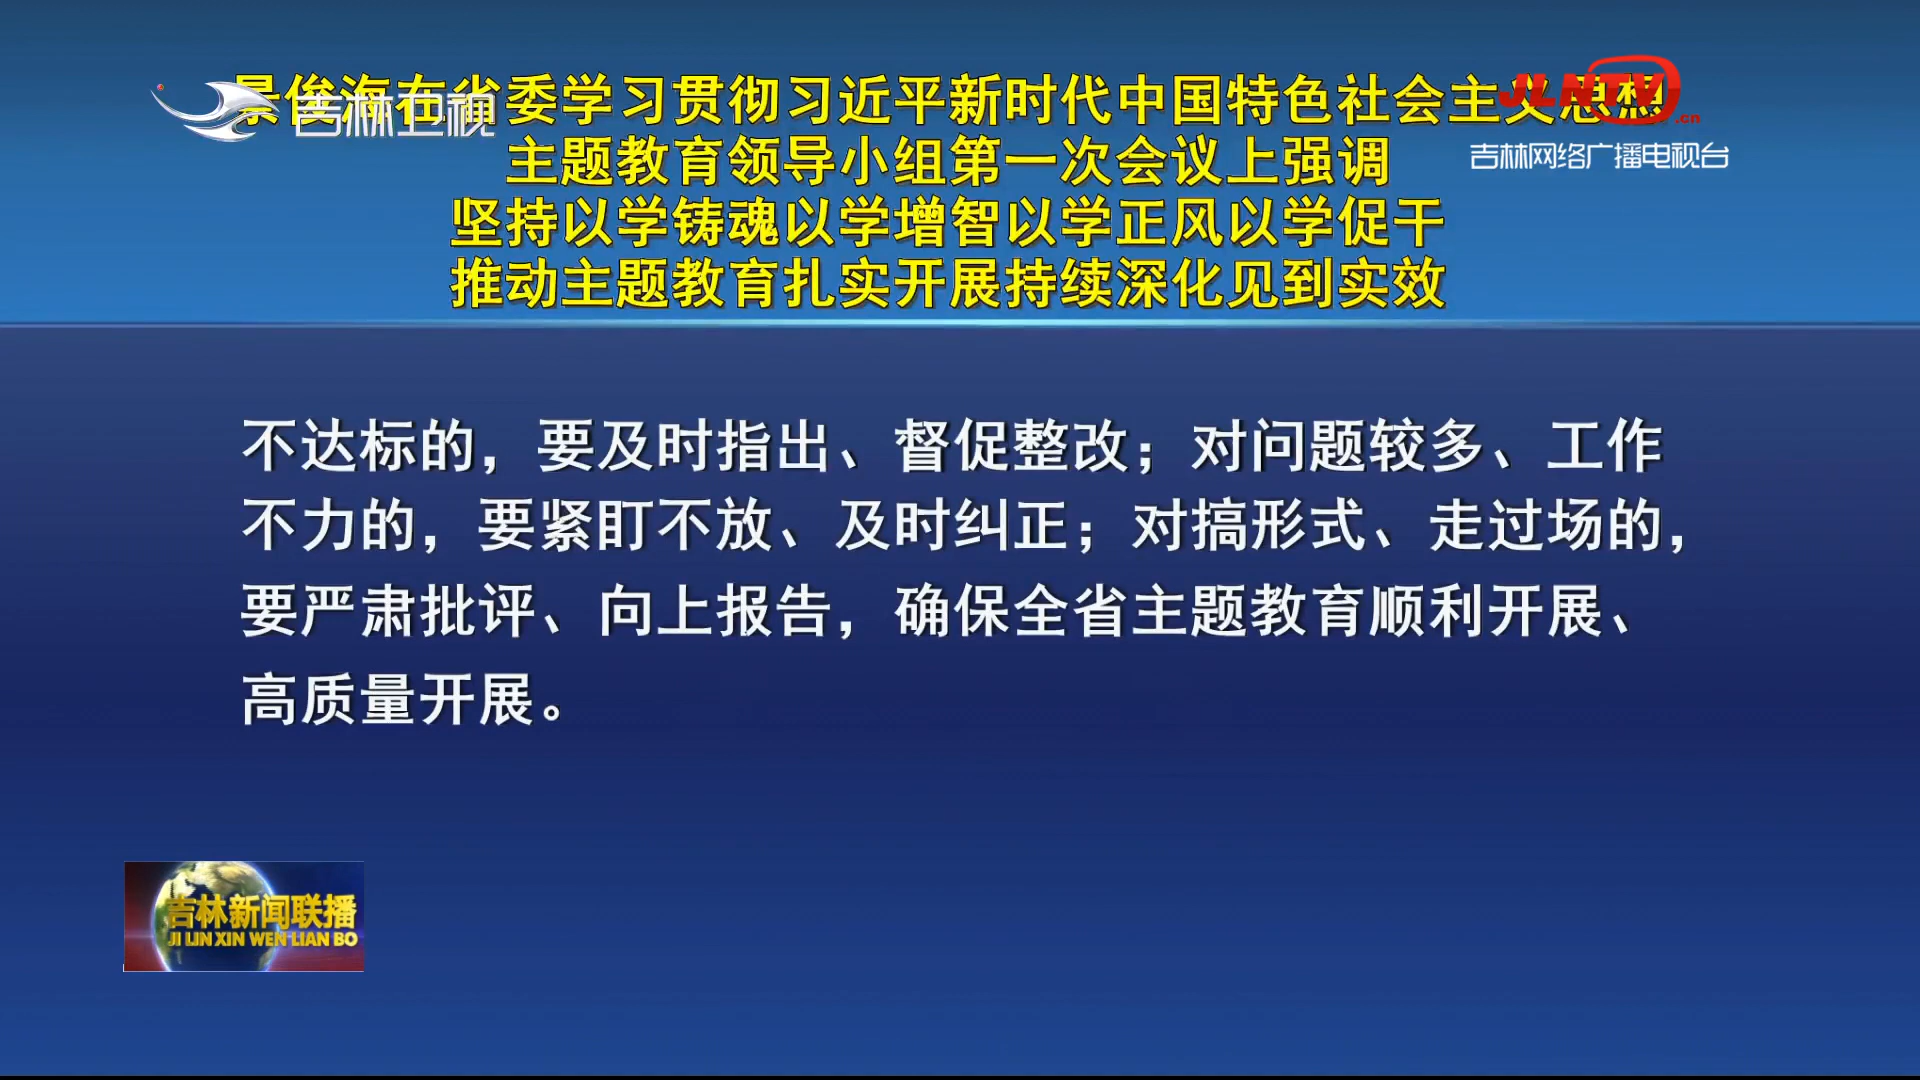 景俊海在省委学习贯彻习近平新时代中国特色社会主义思想
吉林卫视
JLNTV.cn
主题教育领导小组第一次会议上强调
吉林网络广播电视台
坚持以学铸魂以学增智以学正风以学促干
推动主题教育扎实开展持续深化见到实效
不达标的，要及时指出、督促整改；对问题较多、工作
不力的，要紧盯不放、及时纠正；对搞形式、走过场的，
要严肃批评、向上报告，确保全省主题教育顺利开展、
高质量开展。
吉林新闻联播
JI LIN XIN WEN LIAN BO